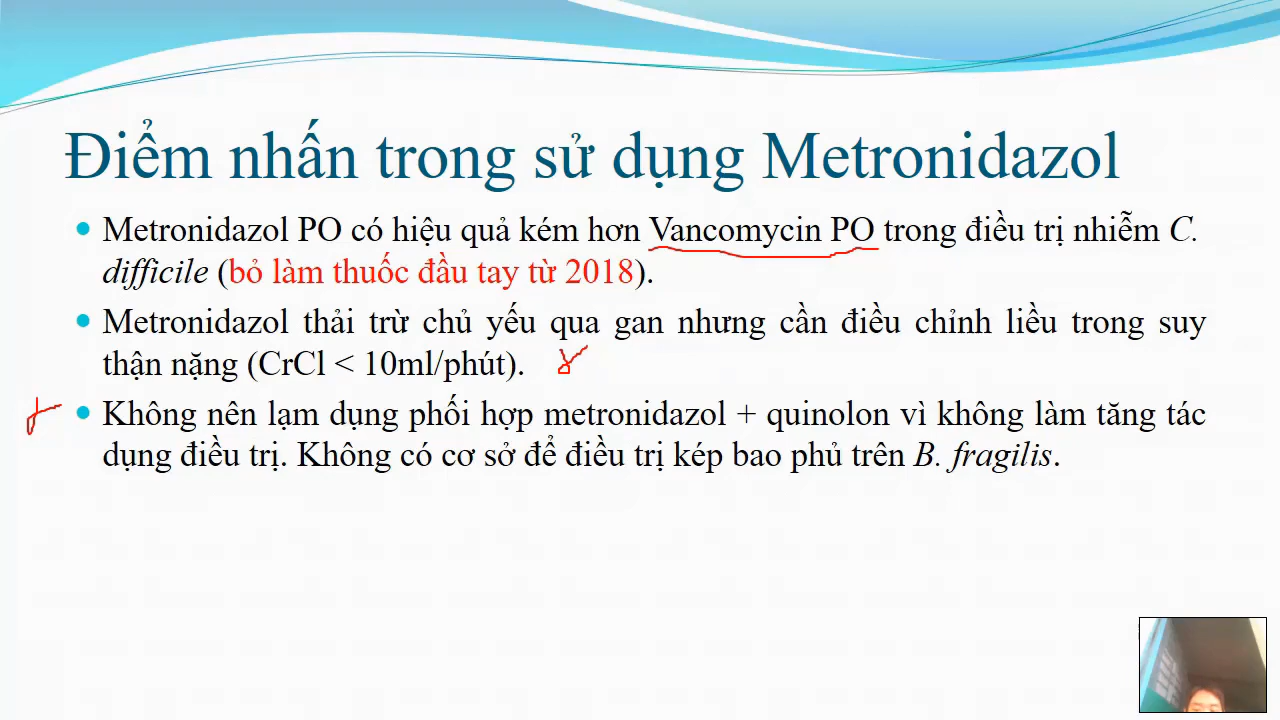 Điểm nhấn trong sử dụng Metronidazol
• Metronidazol PO có hiệu quả kém hơn Vancomycin PO trong điều trị nhiễm C.
difficile (bỏ làm thuốc đầu tay từ 2018).
• Metronidazol thải trừ chủ yếu qua gan nhưng cần điều chỉnh liều trong suy
thận nặng (CrCl < 10ml/phút).
• Không nên lạm dụng phối hợp metronidazol + quinolon vì không làm tăng tác
dụng điều trị. Không có cơ sở để điều trị kép bao phủ trên B. fragilis.